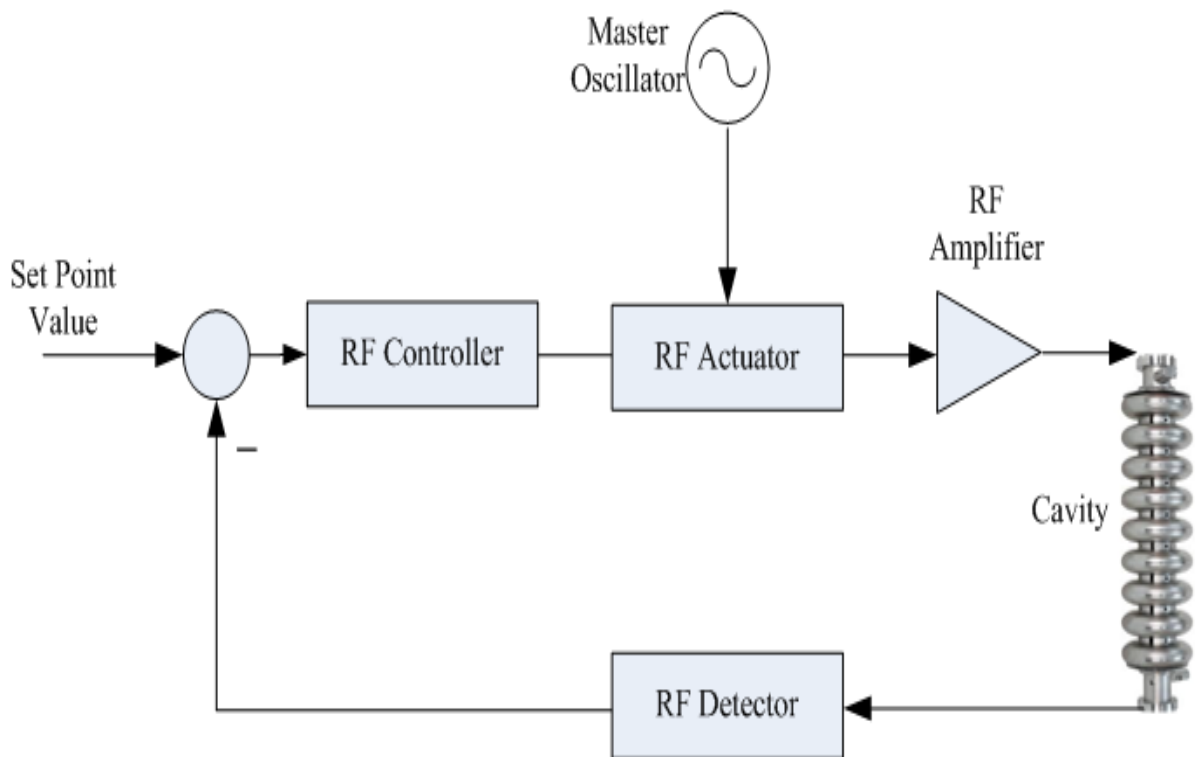 Master
Oscillator
RF
Amplifier
Set Point
Value
RF Controller
RF Actuator
Cavity
–
RF Detector